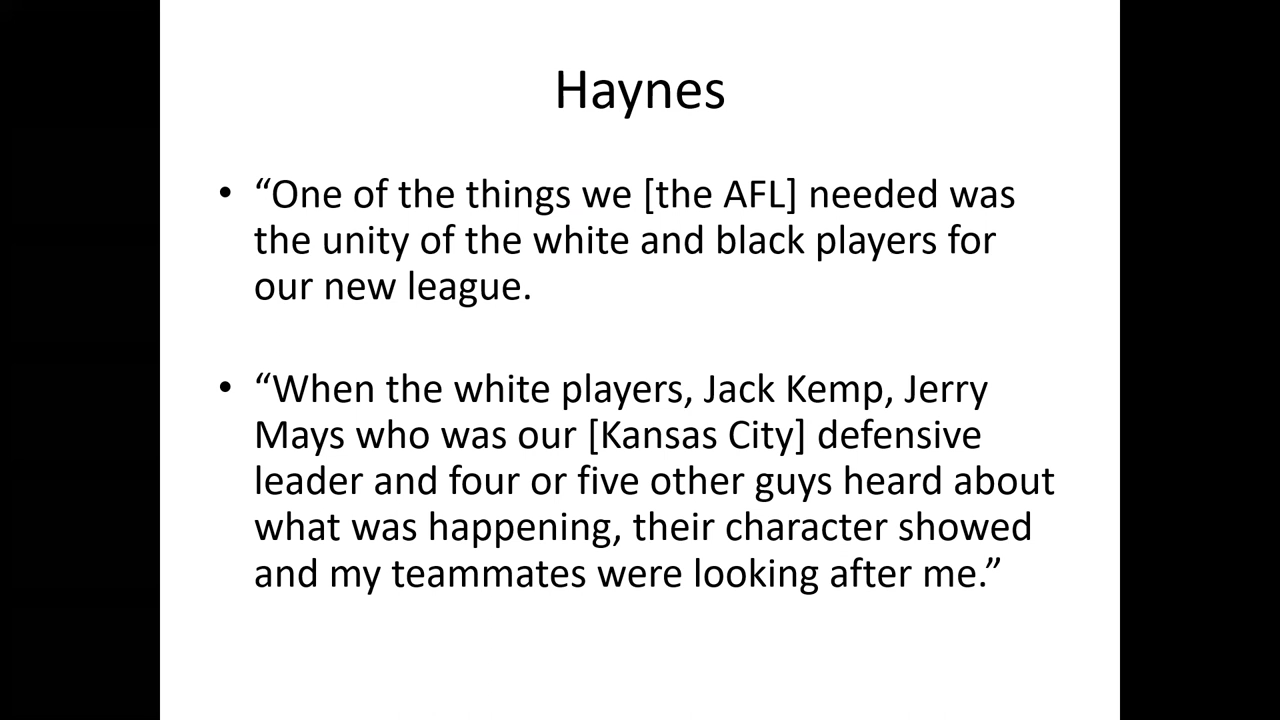 Haynes
• “One of the things we [the AFL] needed was
the unity of the white and black players for
our new league.
• “When the white players, Jack Kemp, Jerry
Mays who was our [Kansas City] defensive
leader and four or five other guys heard about
what was happening, their character showed
and my teammates were looking after me.”